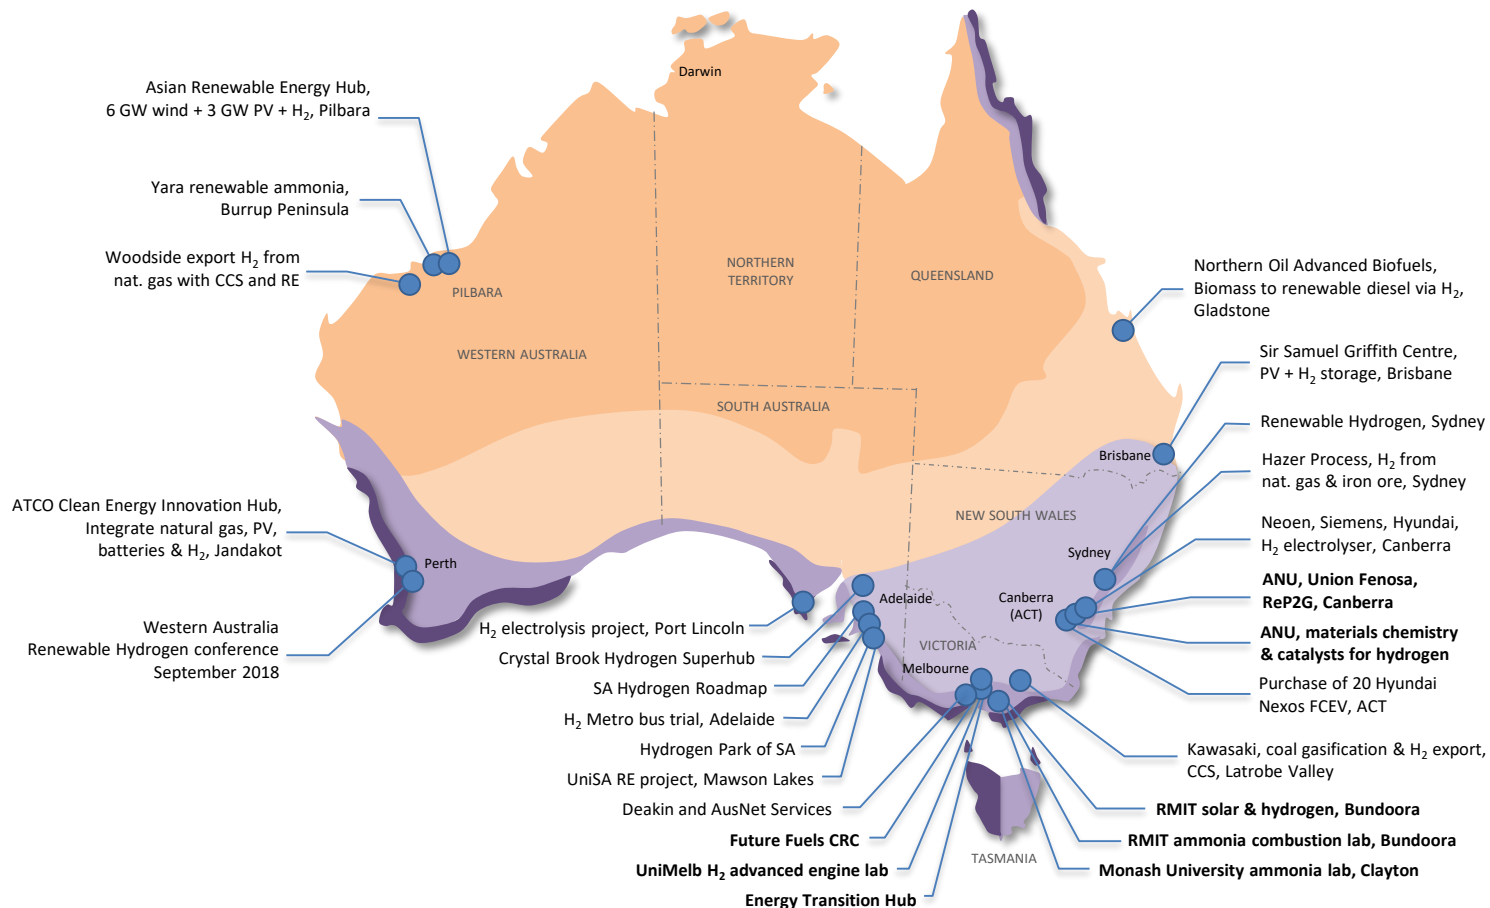 Darwin
Asian Renewable Energy Hub,
6 GW wind + 3 GW PV + H₂, Pilbara
Yara renewable ammonia,
Burrup Peninsula
Woodside export H₂ from
nat. gas with CCS and RE
PILBARA
NORTHERN
TERRITORY
QUEENSLAND
WESTERN AUSTRALIA
SOUTH AUSTRALIA
Northern Oil Advanced Biofuels,
Biomass to renewable diesel via H₂,
Gladstone
Sir Samuel Griffith Centre,
PV + H₂ storage, Brisbane
Renewable Hydrogen, Sydney
Brisbane
Hazer Process, H₂ from
nat. gas & iron ore, Sydney
NEW SOUTH WALES
Neoen, Siemens, Hyundai,
H₂ electrolyser, Canberra
Sydney
ATCO Clean Energy Innovation Hub,
Integrate natural gas, PV,
batteries & H₂, Jandakot
Perth
ANU, Union Fenosa,
ReP2G, Canberra
Adelaide
Canberra
(ACT)
Western Australia
Renewable Hydrogen conference
September 2018
H₂ electrolysis project, Port Lincoln
ANU, materials chemistry
& catalysts for hydrogen
VICTORIA
Crystal Brook Hydrogen Superhub
Melbourne
Purchase of 20 Hyundai
Nexos FCEV, ACT
SA Hydrogen Roadmap
H₂ Metro bus trial, Adelaide
Hydrogen Park of SA
Kawasaki, coal gasification & H₂ export,
CCS, Latrobe Valley
UniSA RE project, Mawson Lakes
Deakin and AusNet Services
RMIT solar & hydrogen, Bundoora
Future Fuels CRC
RMIT ammonia combustion lab, Bundoora
TASMANIA
UniMelb H₂ advanced engine lab
Monash University ammonia lab, Clayton
Energy Transition Hub